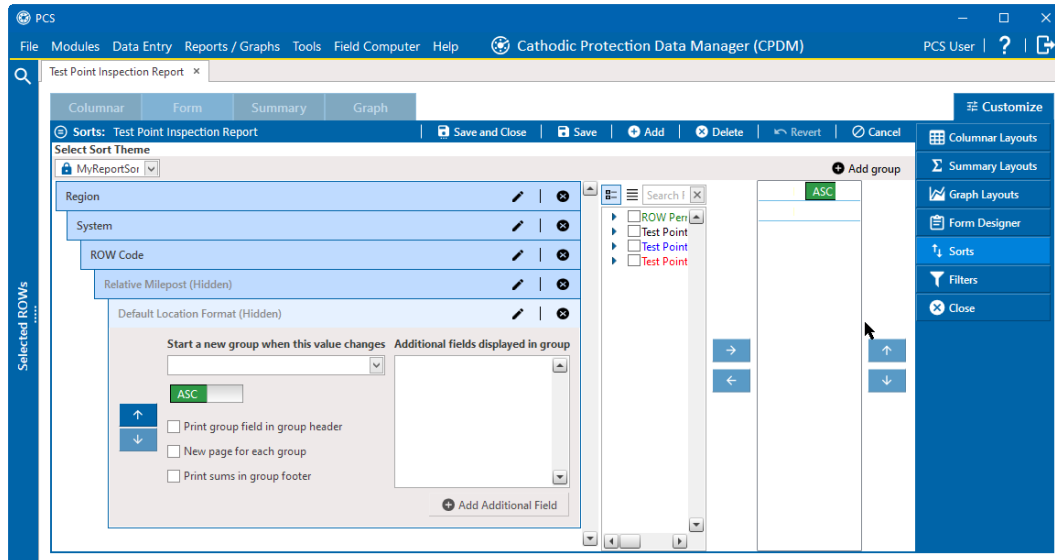 PCS
File Modules Data Entry Reports / Graphs Tools Field Computer Help Cathodic Protection Data Manager (CPDM) PCS User | ? |
Test Point Inspection Report ×
Columnar Form Summary Graph Customize
Sorts: Test Point Inspection Report | Save and Close | Save | Add | Delete | Revert | Cancel
Select Sort Theme
MyReportSor
Add group
Region
System
ROW Code
Relative Milepost (Hidden)
Default Location Format (Hidden)
Start a new group when this value changes
ASC
Print group field in group header
New page for each group
Print sums in group footer
Additional fields displayed in group
Add Additional Field
Search F
ROW Perm
Test Point
Test Point
Test Point
ASC
Columnar Layouts
Summary Layouts
Graph Layouts
Form Designer
Sorts
Filters
Close
Selected ROWs